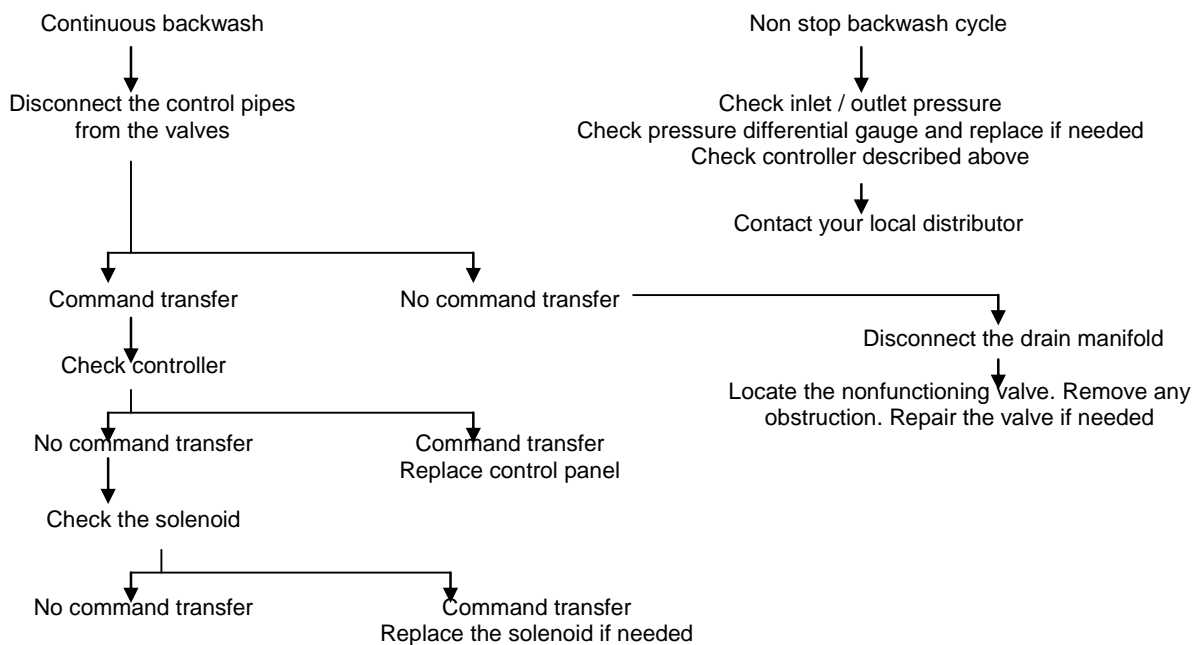 Continuous backwash
Non stop backwash cycle
Disconnect the control pipes
from the valves
Check inlet / outlet pressure
Check pressure differential gauge and replace if needed
Check controller described above
Contact your local distributor
Command transfer
No command transfer
Disconnect the drain manifold
Check controller
Locate the nonfunctioning valve. Remove any
obstruction. Repair the valve if needed
No command transfer
Command transfer
Replace control panel
Check the solenoid
No command transfer
Command transfer
Replace the solenoid if needed